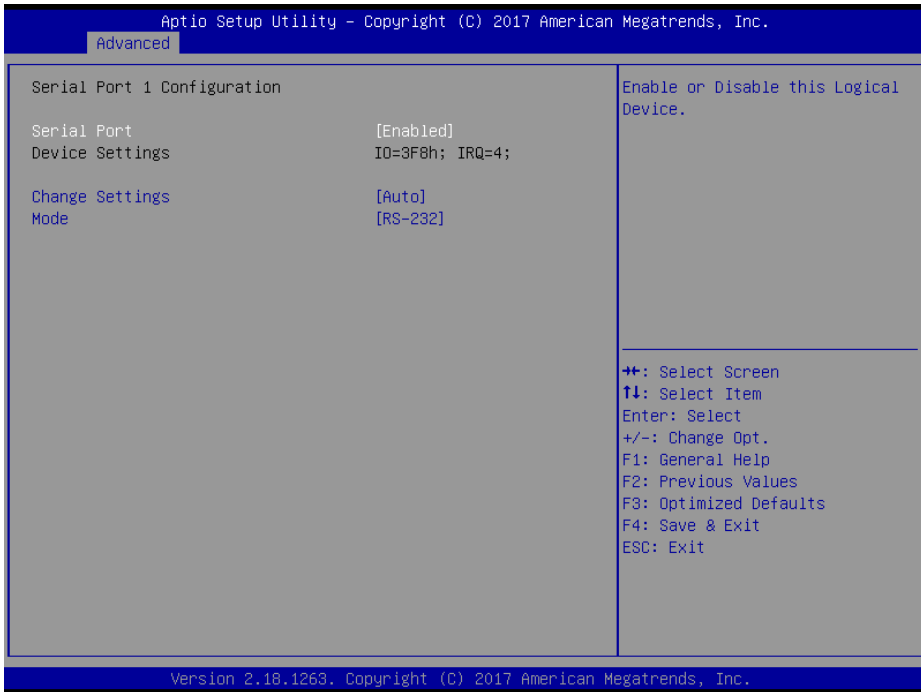 Aptio Setup Utility – Copyright (C) 2017 American Megatrends, Inc.
Advanced
Serial Port 1 Configuration
Serial Port [Enabled]
Device Settings IO=3F8h; IRQ=4;
Change Settings [Auto]
Mode [RS-232]
Enable or Disable this Logical
Device.
→←: Select Screen
↑↓: Select Item
Enter: Select
+/-: Change Opt.
F1: General Help
F2: Previous Values
F3: Optimized Defaults
F4: Save & Exit
ESC: Exit
Version 2.18.1263. Copyright (C) 2017 American Megatrends, Inc.